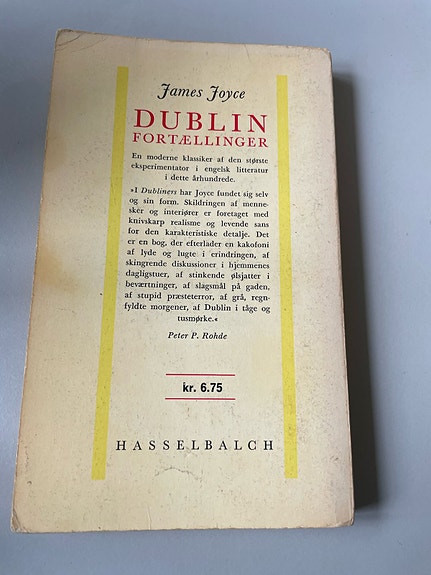 James Joyce
DUBLIN
FORTÆLLINGER
En moderne klassiker af den største
eksperimentator i engelsk litteratur
i dette århundrede.
»I Dubliners har Joyce fundet sig selv
og sin form. Skildringen af menne-
sker og interiører er foretaget med
knivskarp realisme og levende sans
for den karakteristiske detalje. Det
er en bog, der efterlader en kakofoni
af lyde og lugte i erindringen, af
skingrende diskussioner i hjemmenes
dagligstuer, af stinkende ølsjatter i
beværtninger, af slagsmål på gaden,
af stupid præsteterror, af grå, regn-
fyldte morgener, af Dublin i tåge og
tusmørke.«
Peter P. Rohde
kr. 6.75
HASSELBALCH